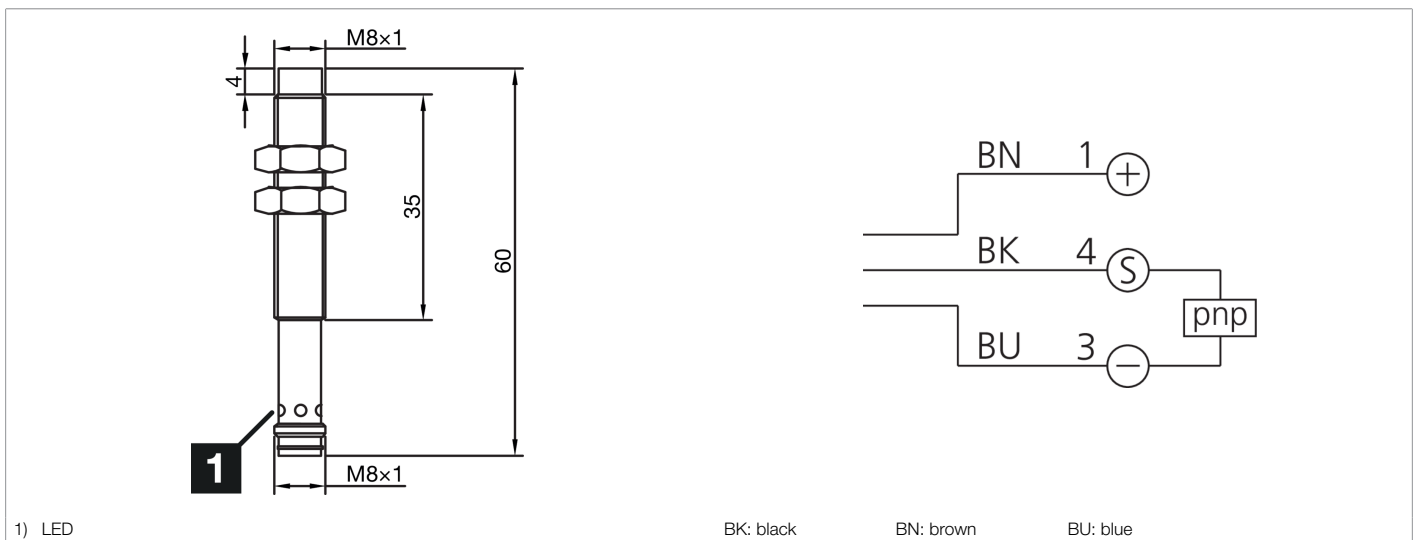 M8×1
4
35
60
1
M8×1
BN 1
+
BK 4
S
pnp
BU 3
−
1) LED
BK: black BN: brown BU: blue